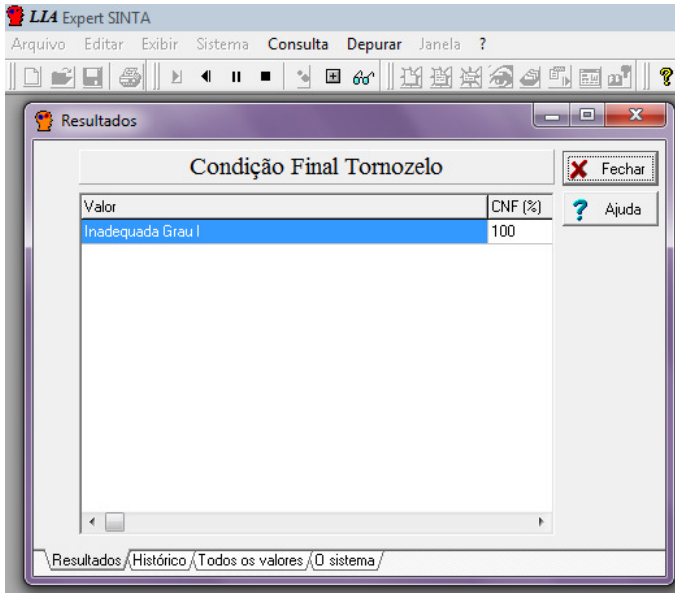 LIA Expert SINTA
Arquivo Editar Exibir Sistema Consulta Depurar Janela ?
Resultados
Condição Final Tornozelo
Fechar
Valor CNF (%)
Ajuda
Inadequada Grau I 100
Resultados Histórico Todos os valores O sistema